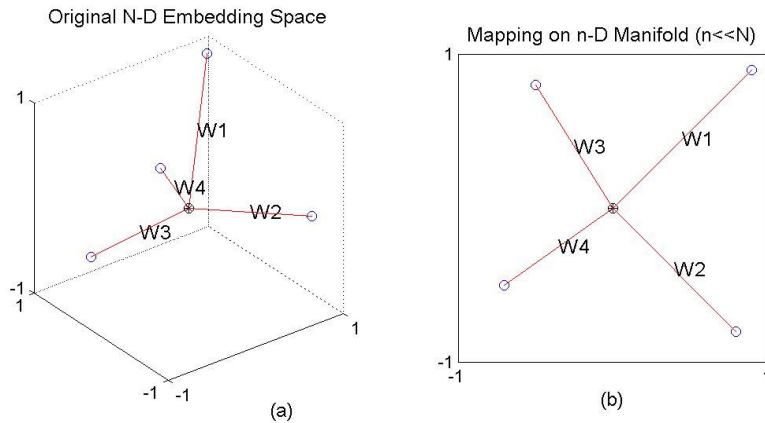 Original N-D Embedding Space
1
W1
W4
W2
W3
-1
1
1
-1
-1
(a)
Mapping on n-D Manifold (n<<N)
1
W3
W1
W4
W2
-1
-1
1
(b)